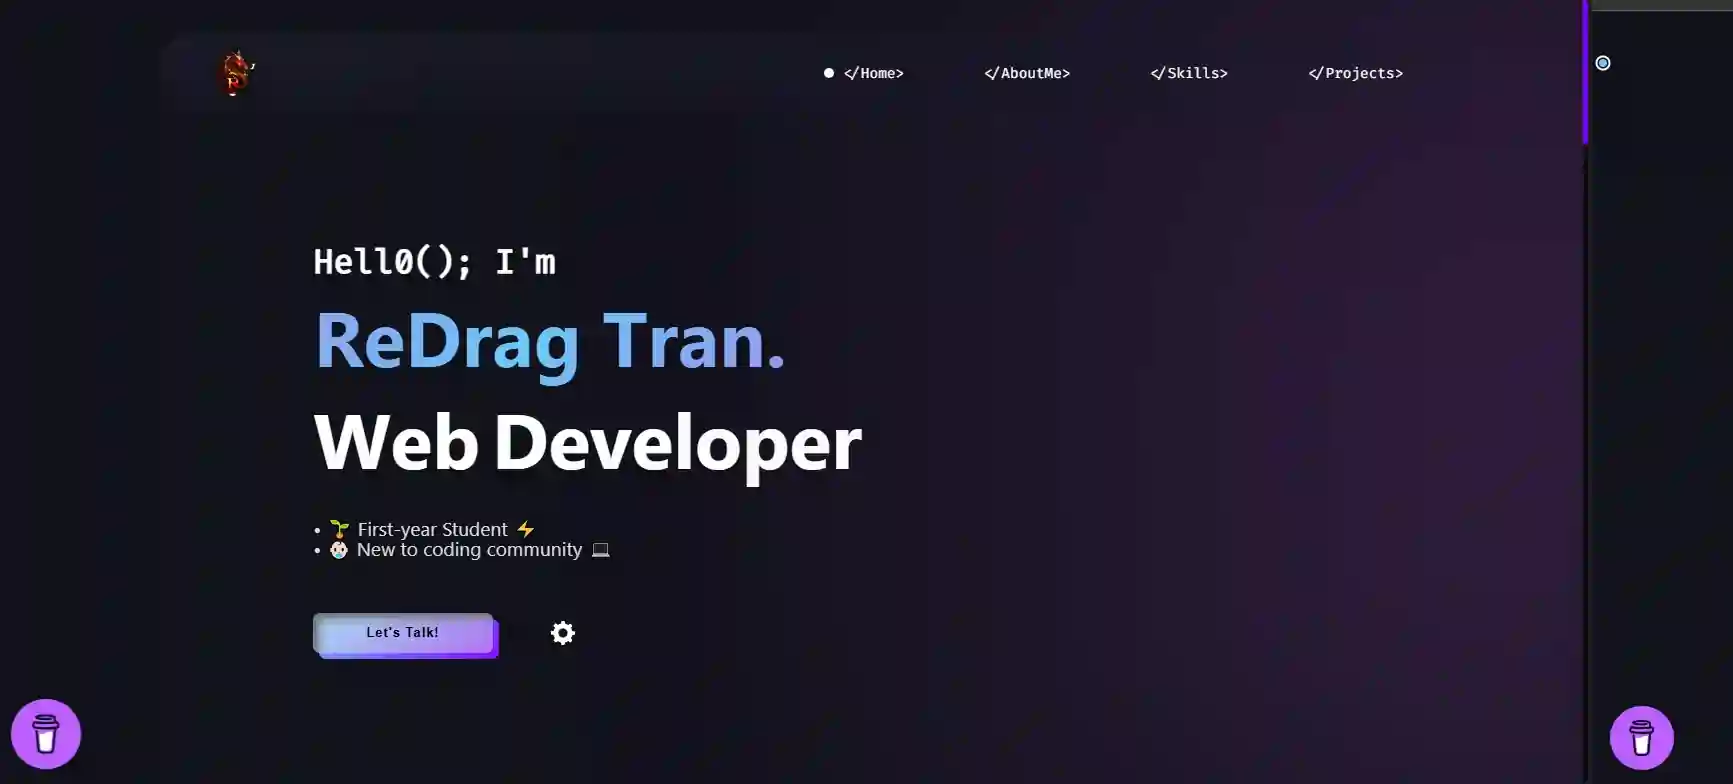 </Home> </AboutMe> </Skills> </Projects>
Hell0(); I'm
ReDrag Tran.
Web Developer
• 🌱 First-year Student ⚡
• 👶🏻 New to coding community 💻
Let's Talk!